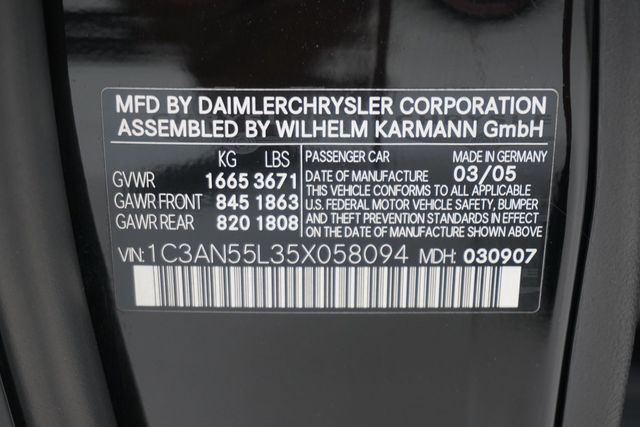 MFD BY DAIMLERCHRYSLER CORPORATION
ASSEMBLED BY WILHELM KARMANN GmbH
KG LBS
GVWR 1665 3671
GAWR FRONT 845 1863
GAWR REAR 820 1808
PASSENGER CAR MADE IN GERMANY
DATE OF MANUFACTURE 03/05
THIS VEHICLE CONFORMS TO ALL APPLICABLE
U.S. FEDERAL MOTOR VEHICLE SAFETY, BUMPER
AND THEFT PREVENTION STANDARDS IN EFFECT
ON THE DATE OF MANUFACTURE SHOWN ABOVE
VIN: 1C3AN55L35X058094 MDH: 030907